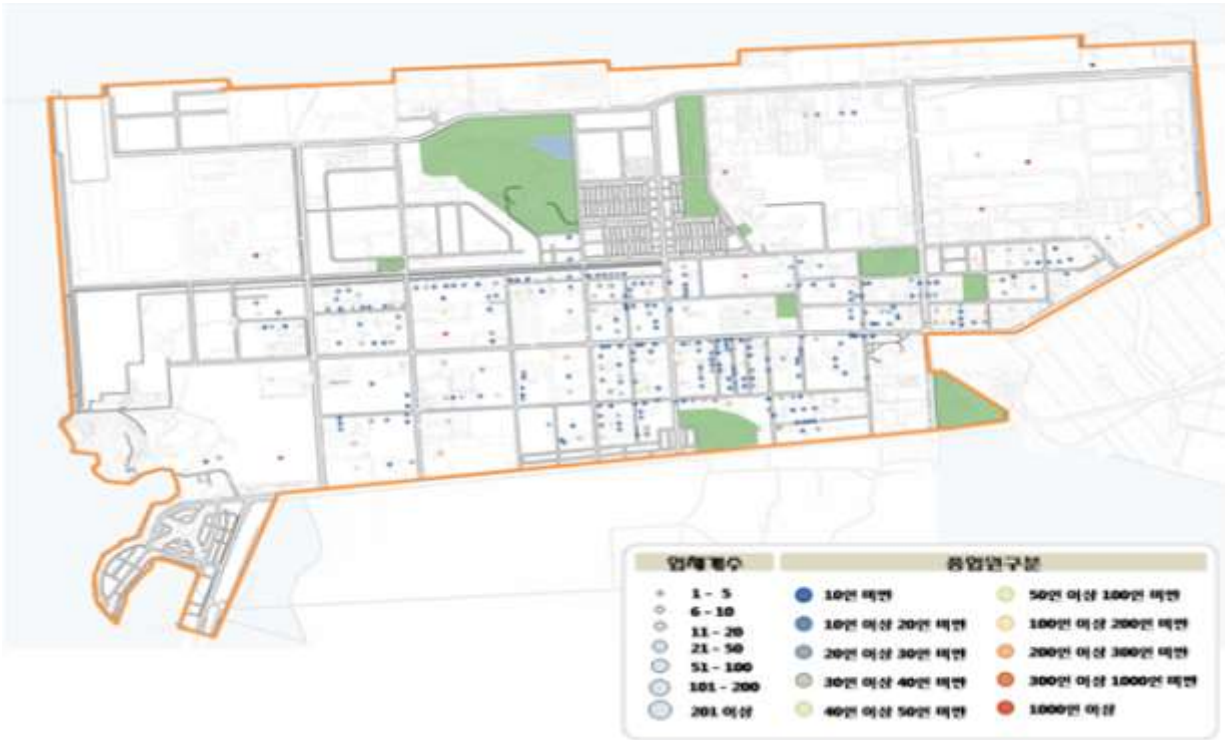 업체개수
1 - 5
6 - 10
11 - 20
21 - 50
51 - 100
101 - 200
201 이상
종업원구분
10인 미만
10인 이상 20인 미만
20인 이상 30인 미만
30인 이상 40인 미만
40인 이상 50인 미만
50인 이상 100인 미만
100인 이상 200인 미만
200인 이상 300인 미만
300인 이상 1000인 미만
1000인 이상